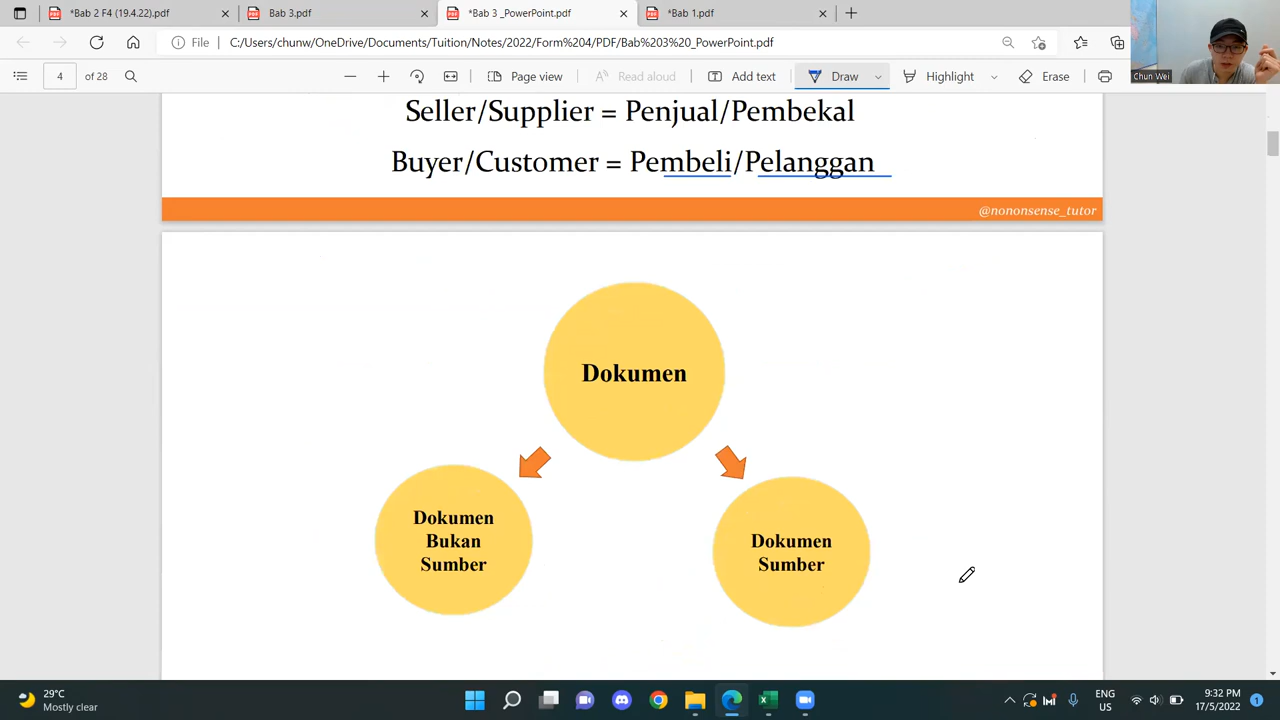 *Bab 2 F4 (19.4.22).pdf
Bab 3.pdf
*Bab 3 _PowerPoint.pdf
*Bab 1.pdf
File
C:/Users/chunw/OneDrive/Documents/Tuition/Notes/2022/Form%204/PDF/Bab%203%20_PowerPoint.pdf
Chun Wei
4 of 28
Page view
Read aloud
Add text
Draw
Highlight
Erase
Seller/Supplier = Penjual/Pembekal
Buyer/Customer = Pembeli/Pelanggan
@nononsense_tutor
Dokumen
Dokumen
Bukan
Sumber
Dokumen
Sumber
29°C
Mostly clear
ENG
US
9:32 PM
17/5/2022
1